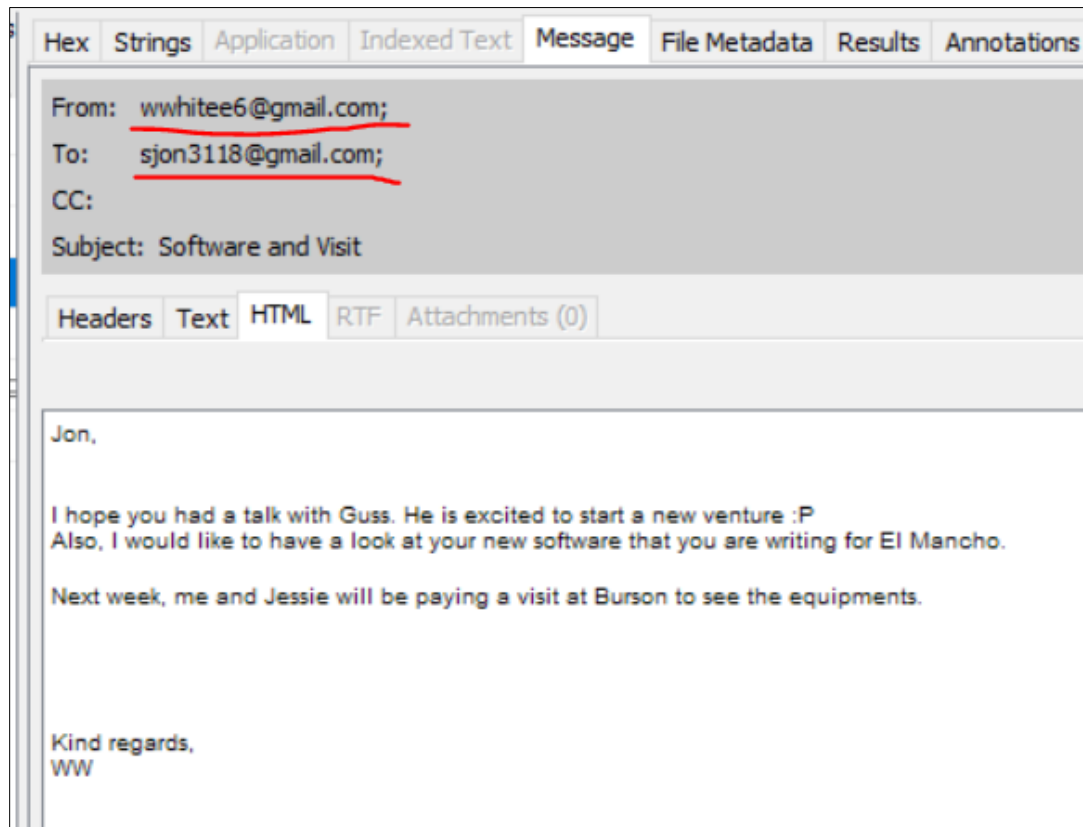 Hex Strings Application Indexed Text Message File Metadata Results Annotations
From: wwhitee6@gmail.com;
To: sjon3118@gmail.com;
CC:
Subject: Software and Visit
Headers Text HTML RTF Attachments (0)
Jon,
I hope you had a talk with Guss. He is excited to start a new venture :P
Also, I would like to have a look at your new software that you are writing for El Mancho.
Next week, me and Jessie will be paying a visit at Burson to see the equipments.
Kind regards,
WW